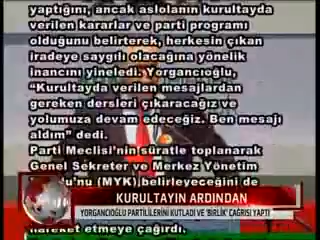 yaptığını, ancak aslolanın kurultayda
verilen kararlar ve parti programı
olduğunu belirterek, herkesin çıkan
iradeye saygılı olacağına yönelik
inancını yineledi. Yorgancıoğlu,
“Kurultayda verilen mesajlardan
gereken dersleri çıkaracağız ve
yolumuza devam edeceğiz. Ben mesajı
aldım” dedi.
Parti Meclisi'nin süratle toplanarak
Genel Sekreter ve Merkez Yönetim
(MYK) belirleyeceğini de
KURULTAYIN ARDINDAN
YORGANCIOĞLU PARTİLİLERİNİ KUTLADI VE 'BİRLİK' ÇAĞRISI YAPTI
hareket etmeye çağırdı.